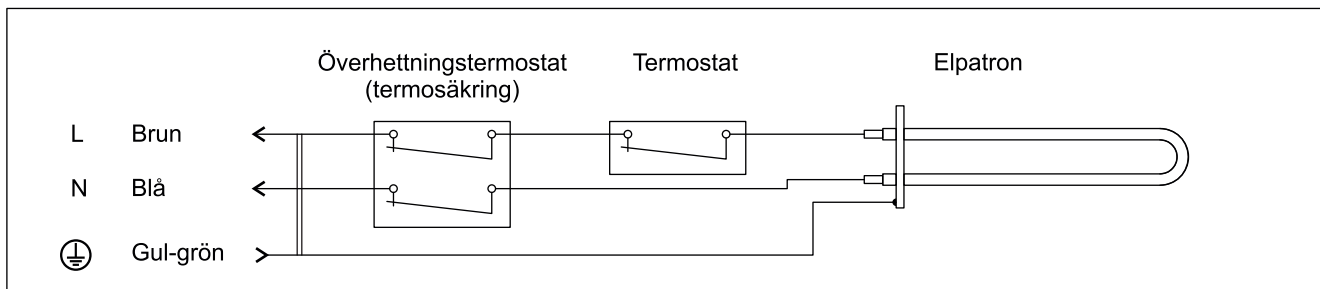 Överhettningstermostat
(termosäkring)
Termostat
Elpatron
L Brun
N Blå
Gul-grön